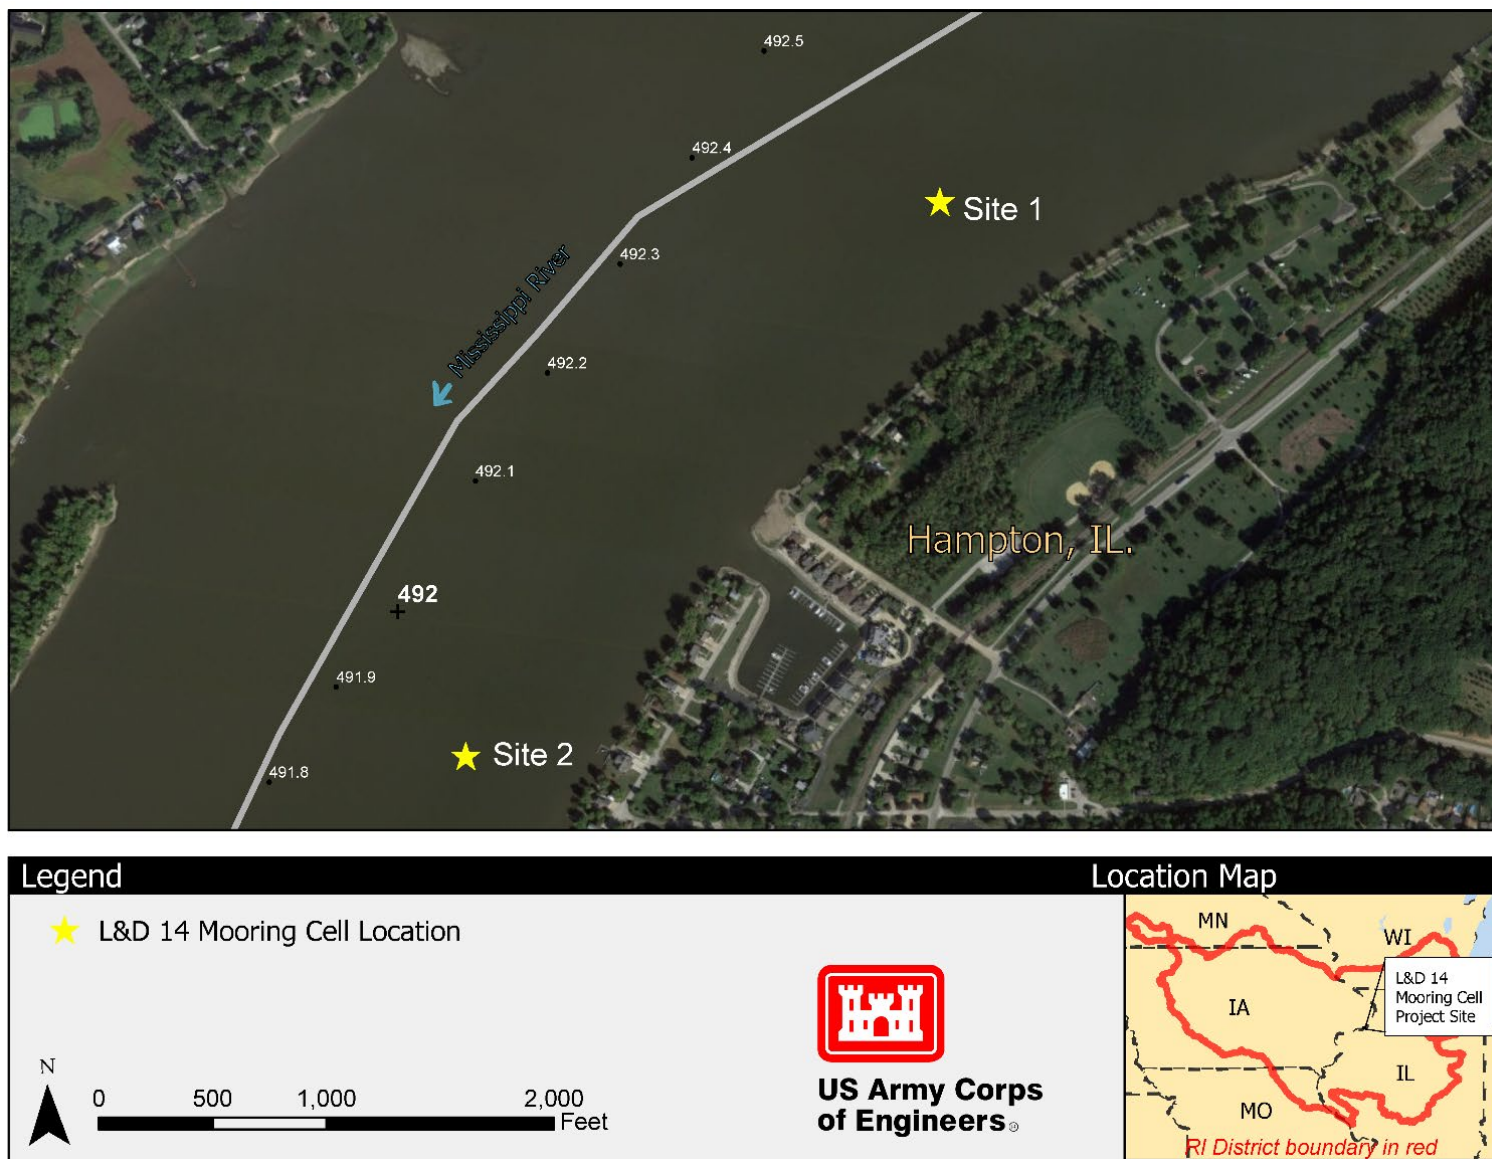 492.5
492.4
Site 1
492.3
Mississippi River
492.2
492.1
Hampton, IL.
492
491.9
Site 2
491.8
Legend
Location Map
L&D 14 Mooring Cell Location
N
0 500 1,000 2,000
Feet
US Army Corps
of Engineers®
MN
WI
L&D 14
Mooring Cell
Project Site
IA
IL
MO
RI District boundary in red